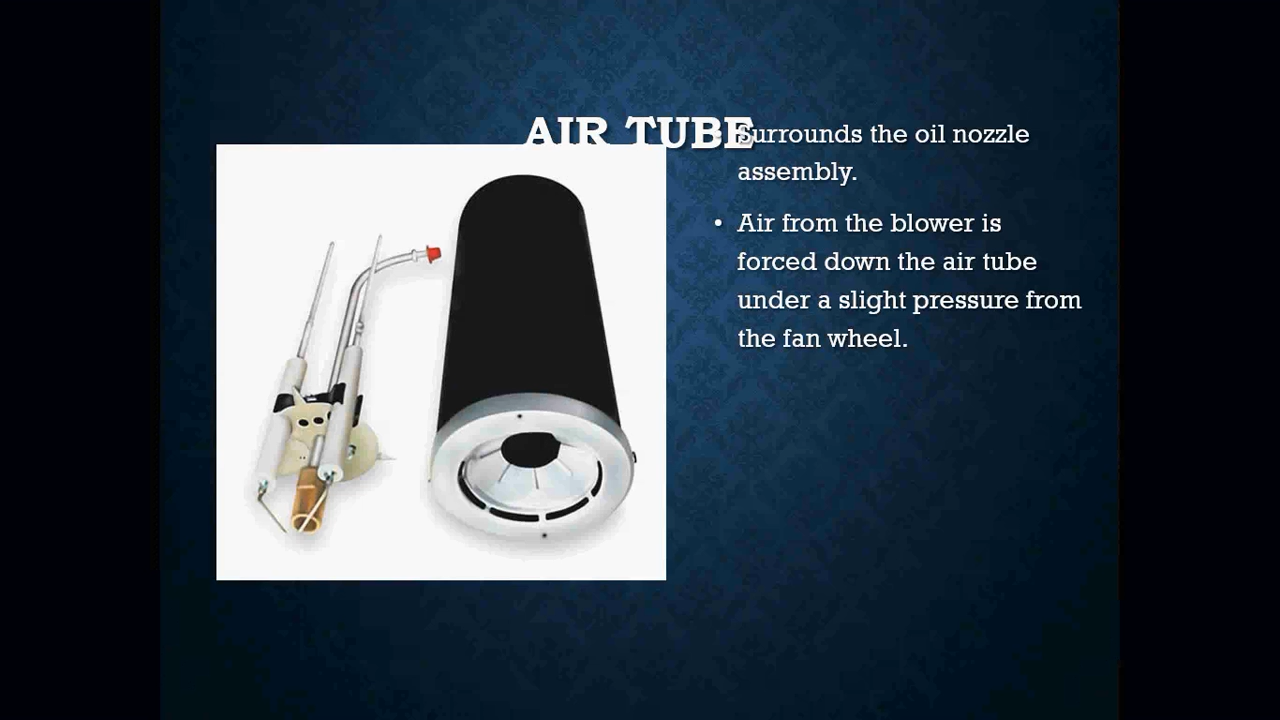 AIR TUBE
• Surrounds the oil nozzle
assembly.
• Air from the blower is
forced down the air tube
under a slight pressure from
the fan wheel.